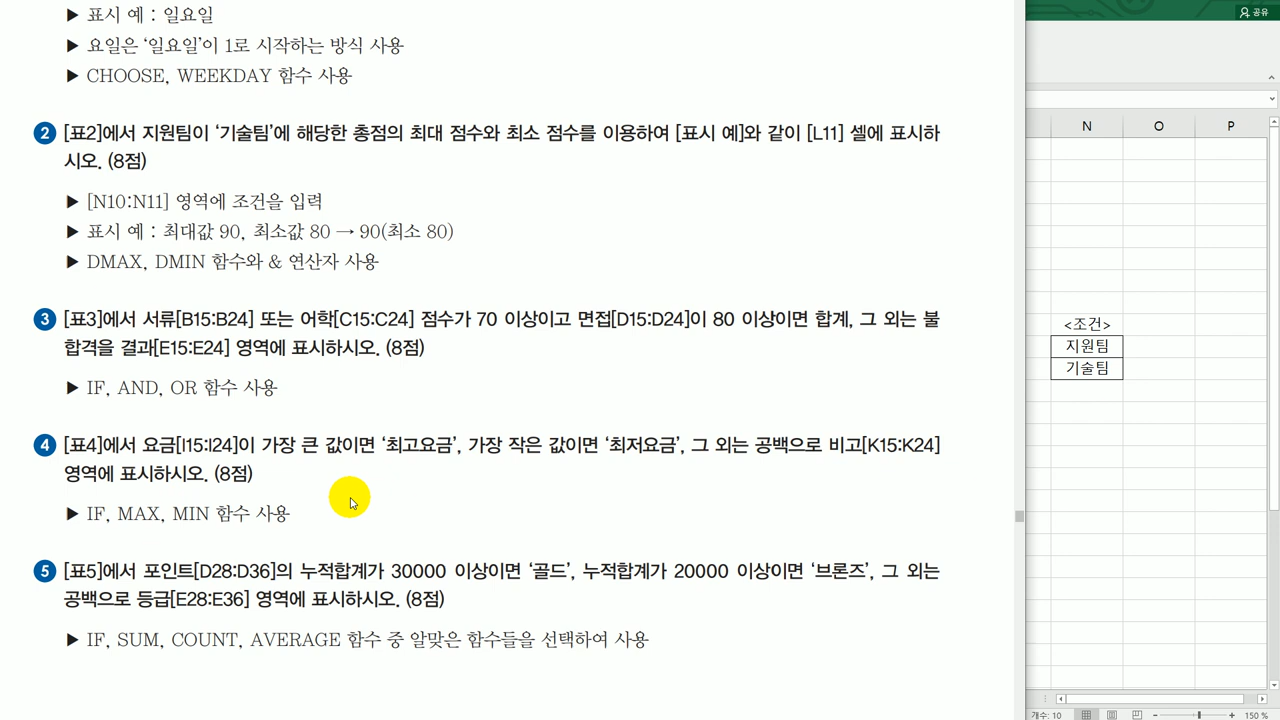 ▶ 표시 예 : 일요일
▶ 요일은 ‘일요일’이 1로 시작하는 방식 사용
▶ CHOOSE, WEEKDAY 함수 사용
2 [표2]에서 지원팀이 ‘기술팀’에 해당한 총점의 최대 점수와 최소 점수를 이용하여 [표시 예]와 같이 [L11] 셀에 표시하
시오. (8점)
▶ [N10:N11] 영역에 조건을 입력
▶ 표시 예 : 최대값 90, 최소값 80 → 90(최소 80)
▶ DMAX, DMIN 함수와 & 연산자 사용
3 [표3]에서 서류[B15:B24] 또는 어학[C15:C24] 점수가 70 이상이고 면접[D15:D24]이 80 이상이면 합계, 그 외는 불
합격을 결과[E15:E24] 영역에 표시하시오. (8점)
▶ IF, AND, OR 함수 사용
4 [표4]에서 요금[I15:I24]이 가장 큰 값이면 ‘최고요금’, 가장 작은 값이면 ‘최저요금’, 그 외는 공백으로 비고[K15:K24]
영역에 표시하시오. (8점)
▶ IF, MAX, MIN 함수 사용
5 [표5]에서 포인트[D28:D36]의 누적합계가 30000 이상이면 ‘골드’, 누적합계가 20000 이상이면 ‘브론즈’, 그 외는
공백으로 등급[E28:E36] 영역에 표시하시오. (8점)
▶ IF, SUM, COUNT, AVERAGE 함수 중 알맞은 함수들을 선택하여 사용
공유
N O P
<조건>
지원팀
기술팀
개수: 10
150 %